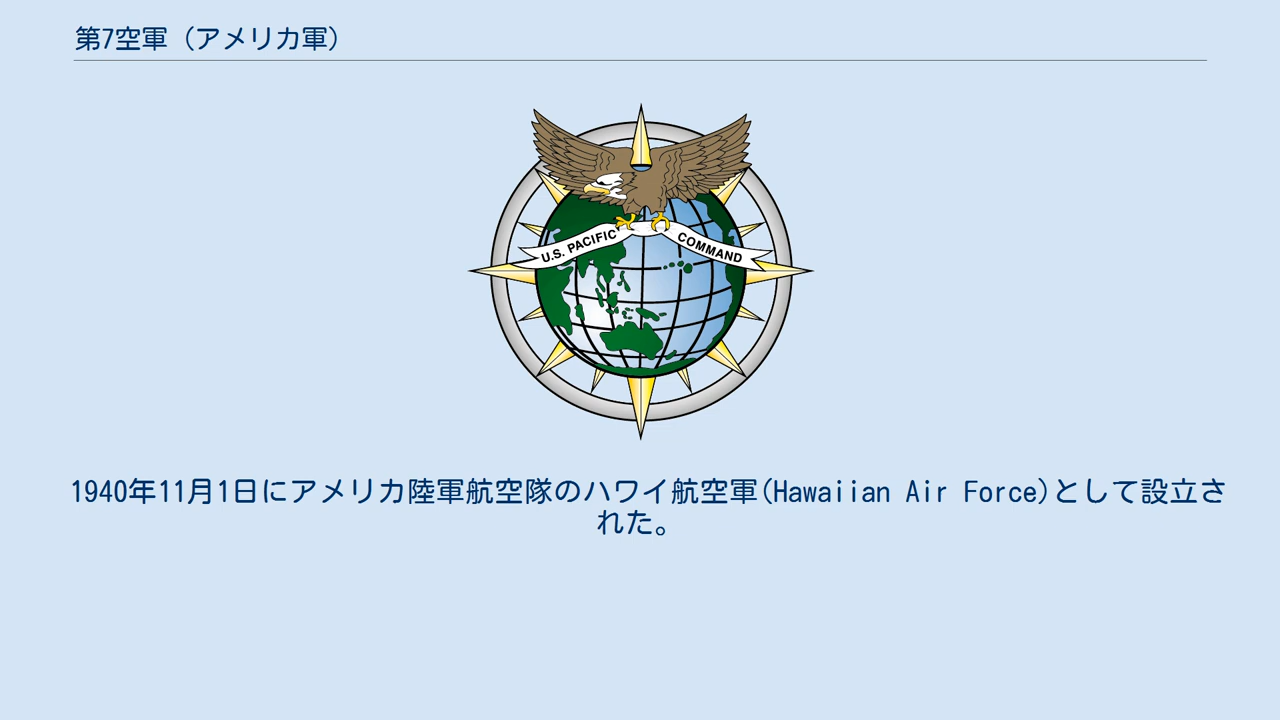 第7空軍（アメリカ軍）
U.S. PACIFIC COMMAND
1940年11月1日にアメリカ陸軍航空隊のハワイ航空軍(Hawaiian Air Force)として設立さ
れた。